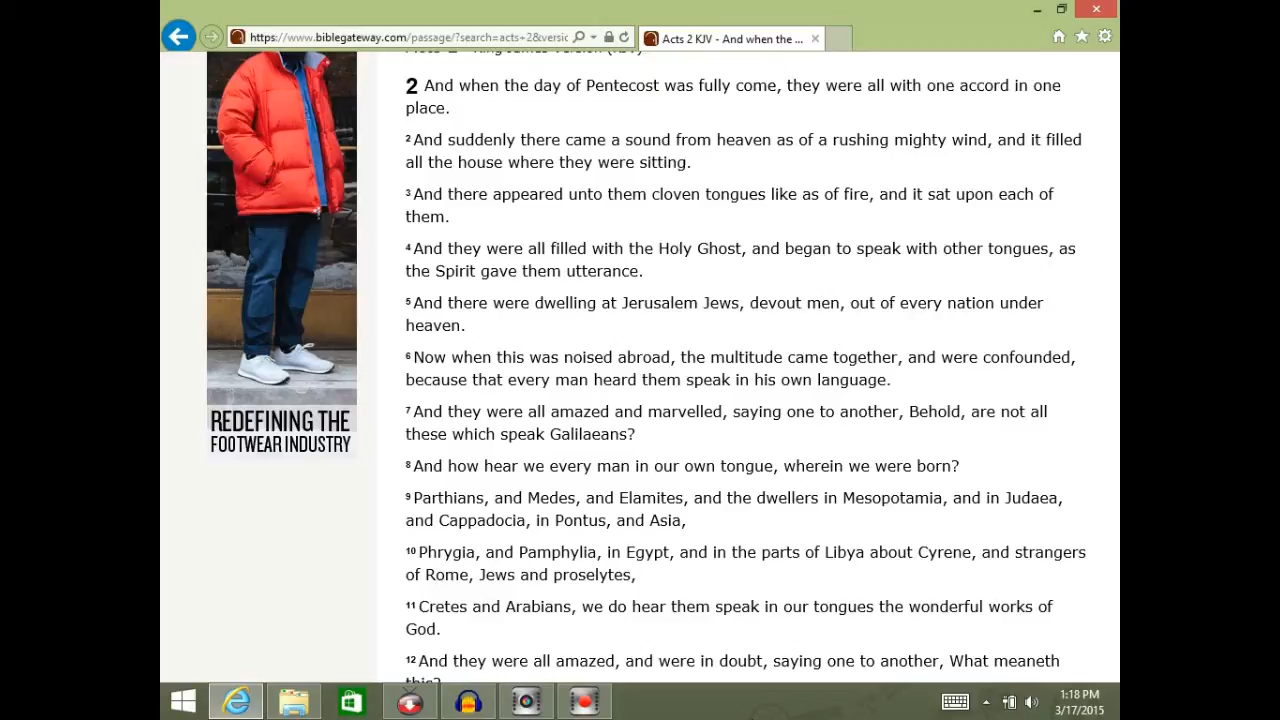 https://www.biblegateway.com/passage/?search=acts+2&versic
Acts 2 KJV - And when the ...
2 And when the day of Pentecost was fully come, they were all with one accord in one
place.
2 And suddenly there came a sound from heaven as of a rushing mighty wind, and it filled
all the house where they were sitting.
3 And there appeared unto them cloven tongues like as of fire, and it sat upon each of
them.
4 And they were all filled with the Holy Ghost, and began to speak with other tongues, as
the Spirit gave them utterance.
5 And there were dwelling at Jerusalem Jews, devout men, out of every nation under
heaven.
6 Now when this was noised abroad, the multitude came together, and were confounded,
because that every man heard them speak in his own language.
7 And they were all amazed and marvelled, saying one to another, Behold, are not all
these which speak Galilaeans?
8 And how hear we every man in our own tongue, wherein we were born?
9 Parthians, and Medes, and Elamites, and the dwellers in Mesopotamia, and in Judaea,
and Cappadocia, in Pontus, and Asia,
10 Phrygia, and Pamphylia, in Egypt, and in the parts of Libya about Cyrene, and strangers
of Rome, Jews and proselytes,
11 Cretes and Arabians, we do hear them speak in our tongues the wonderful works of
God.
12 And they were all amazed, and were in doubt, saying one to another, What meaneth
this?
REDEFINING THE
FOOTWEAR INDUSTRY
1:18 PM
3/17/2015